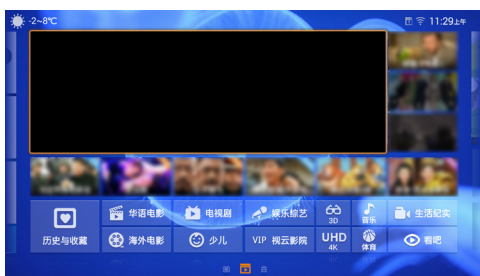 -2~8℃
11:29上午
华语电影
电视剧
娱乐综艺
3D
音乐
生活纪实
历史与收藏
海外电影
少儿
VIP 视云影院
UHD
4K
体育
看吧